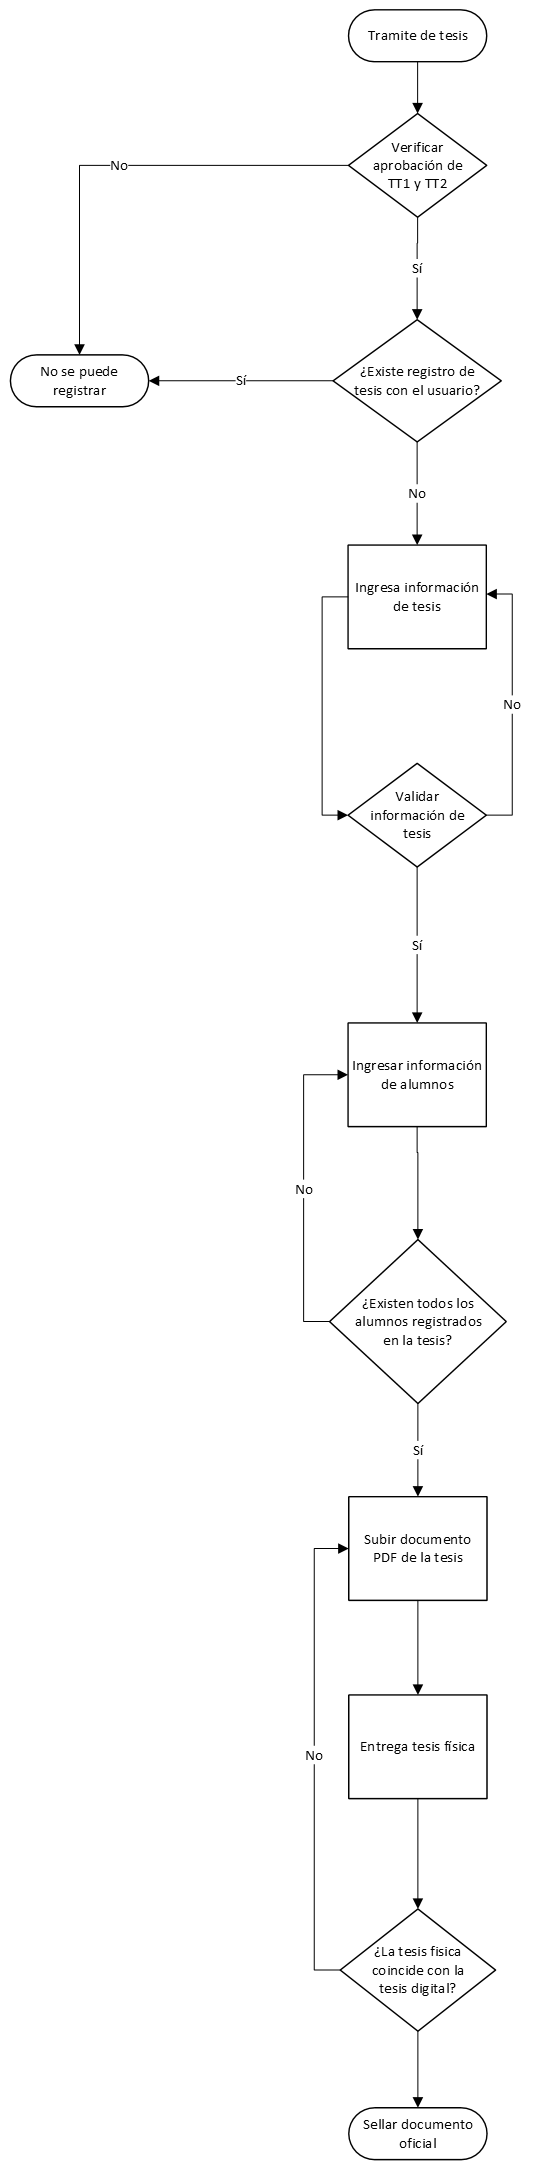 Tramite de tesis
Verificar
aprobación de
TT1 y TT2
No
Sí
No se puede
registrar
Sí
¿Existe registro de
tesis con el usuario?
No
Ingresa información
de tesis
No
Validar
información de
tesis
Sí
Ingresar información
de alumnos
No
¿Existen todos los
alumnos registrados
en la tesis?
Sí
Subir documento
PDF de la tesis
Entrega tesis física
No
¿La tesis fisica
coincide con la
tesis digital?
Sellar documento
oficial